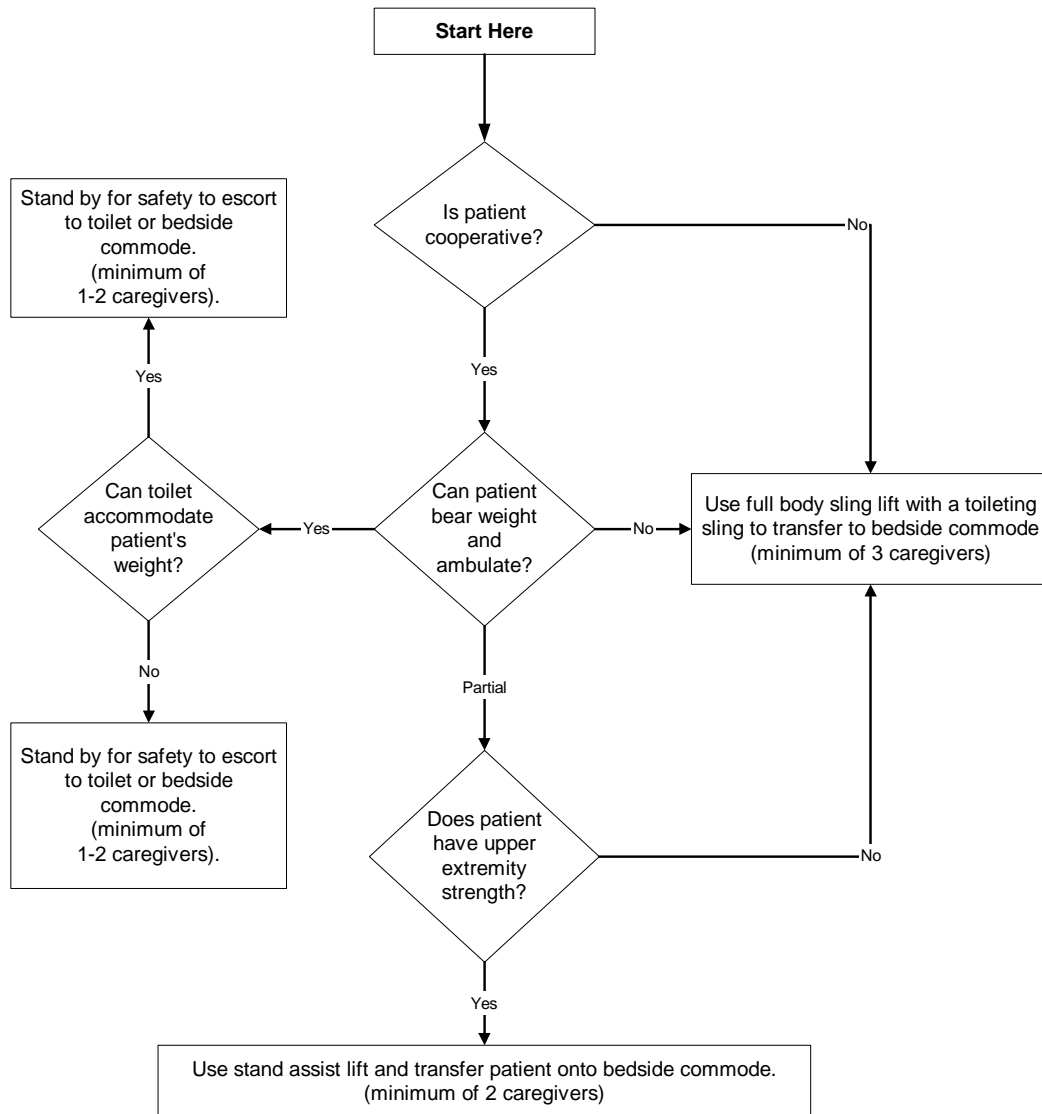 Start Here
Is patient
cooperative?
No
Yes
Stand by for safety to escort
to toilet or bedside
commode.
(minimum of
1-2 caregivers).
Yes
Can toilet
accommodate
patient's
weight?
Yes
Can patient
bear weight
and
ambulate?
No
Use full body sling lift with a toileting
sling to transfer to bedside commode
(minimum of 3 caregivers)
No
Partial
Stand by for safety to escort
to toilet or bedside
commode.
(minimum of
1-2 caregivers).
Does patient
have upper
extremity
strength?
No
Yes
Use stand assist lift and transfer patient onto bedside commode.
(minimum of 2 caregivers)